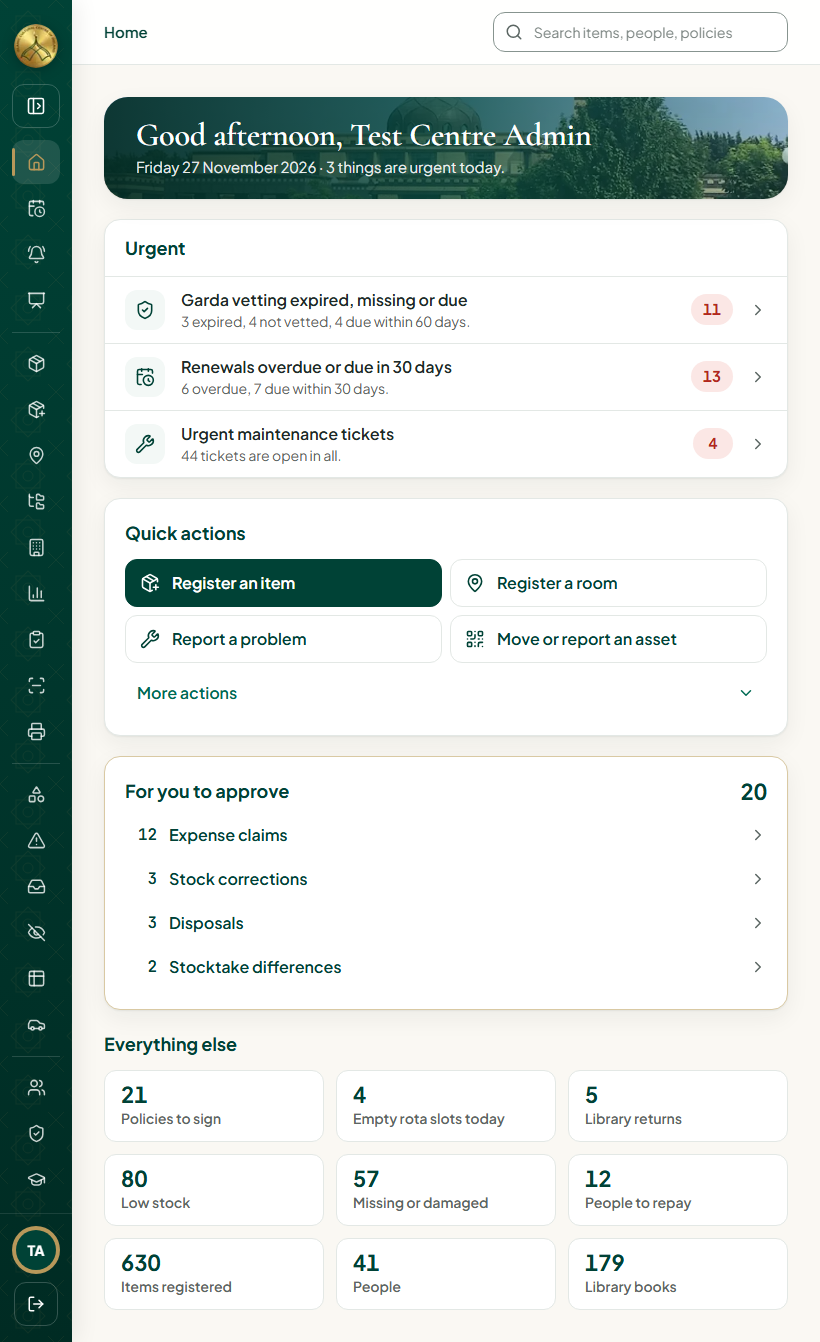 Home
Search items, people, policies
Good afternoon, Test Centre Admin
Friday 27 November 2026 · 3 things are urgent today.
Urgent
Garda vetting expired, missing or due
3 expired, 4 not vetted, 4 due within 60 days.
11
Renewals overdue or due in 30 days
6 overdue, 7 due within 30 days.
13
Urgent maintenance tickets
44 tickets are open in all.
4
Quick actions
Register an item
Register a room
Report a problem
Move or report an asset
More actions
For you to approve
20
12 Expense claims
3 Stock corrections
3 Disposals
2 Stocktake differences
Everything else
21
Policies to sign
4
Empty rota slots today
5
Library returns
80
Low stock
57
Missing or damaged
12
People to repay
630
Items registered
41
People
179
Library books
TA